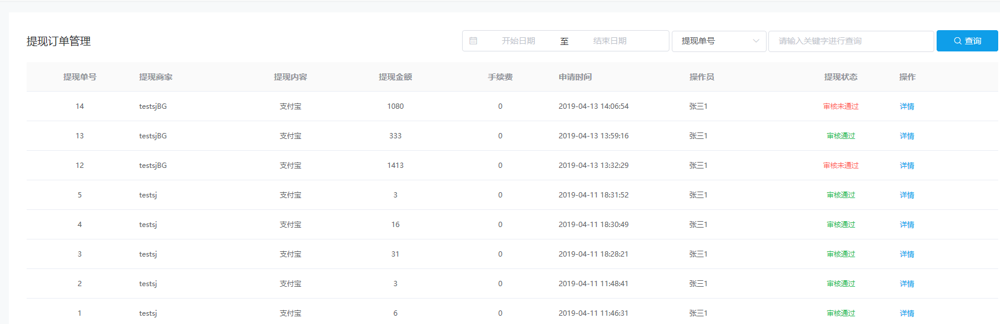 提现订单管理 开始日期 至 结束日期 提现单号 请输入关键字进行查询 查询
提现单号 提现商家 提现内容 提现金额 手续费 申请时间 操作员 提现状态 操作
14 testsjBG 支付宝 1080 0 2019-04-13 14:06:54 张三1 审核未通过 详情
13 testsjBG 支付宝 333 0 2019-04-13 13:59:16 张三1 审核通过 详情
12 testsjBG 支付宝 1413 0 2019-04-13 13:32:29 张三1 审核未通过 详情
5 testsj 支付宝 3 0 2019-04-11 18:31:52 张三1 审核通过 详情
4 testsj 支付宝 16 0 2019-04-11 18:30:49 张三1 审核通过 详情
3 testsj 支付宝 31 0 2019-04-11 18:28:21 张三1 审核通过 详情
2 testsj 支付宝 3 0 2019-04-11 11:48:41 张三1 审核通过 详情
1 testsj 支付宝 6 0 2019-04-11 11:46:31 张三1 审核通过 详情